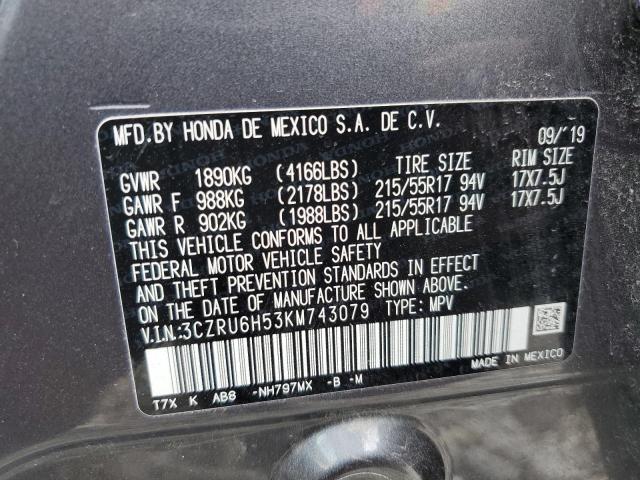 MFD.BY HONDA DE MEXICO S.A. DE C.V. 09/'19
GVWR 1890KG (4166LBS) TIRE SIZE RIM SIZE
GAWR F 988KG (2178LBS) 215/55R17 94V 17X7.5J
GAWR R 902KG (1988LBS) 215/55R17 94V 17X7.5J
THIS VEHICLE CONFORMS TO ALL APPLICABLE
FEDERAL MOTOR VEHICLE SAFETY
AND THEFT PREVENTION STANDARDS IN EFFECT
ON THE DATE OF MANUFACTURE SHOWN ABOVE.
V.I.N.:3CZRU6H53KM743079 TYPE: MPV
MADE IN MEXICO
T7X K AB8 -NH797MX -B -M